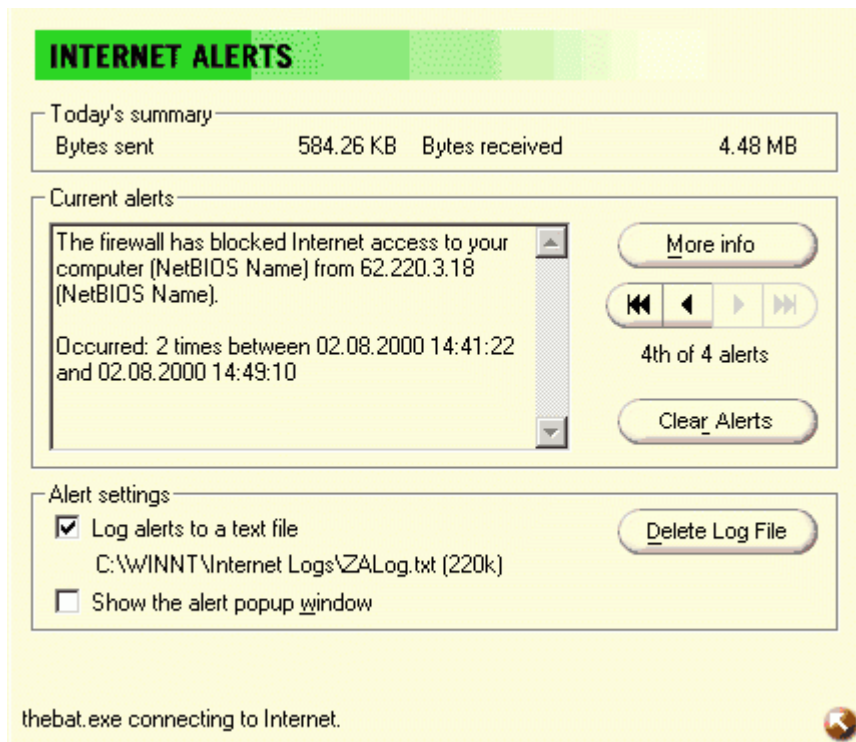 INTERNET ALERTS
Today's summary
Bytes sent 584.26 KB Bytes received 4.48 MB
Current alerts
The firewall has blocked Internet access to your
computer (NetBIOS Name) from 62.220.3.18
(NetBIOS Name).
Occurred: 2 times between 02.08.2000 14:41:22
and 02.08.2000 14:49:10
More info
4th of 4 alerts
Clear Alerts
Alert settings
Log alerts to a text file
C:\WINNT\Internet Logs\ZALog.txt (220k)
Show the alert popup window
Delete Log File
thebat.exe connecting to Internet.